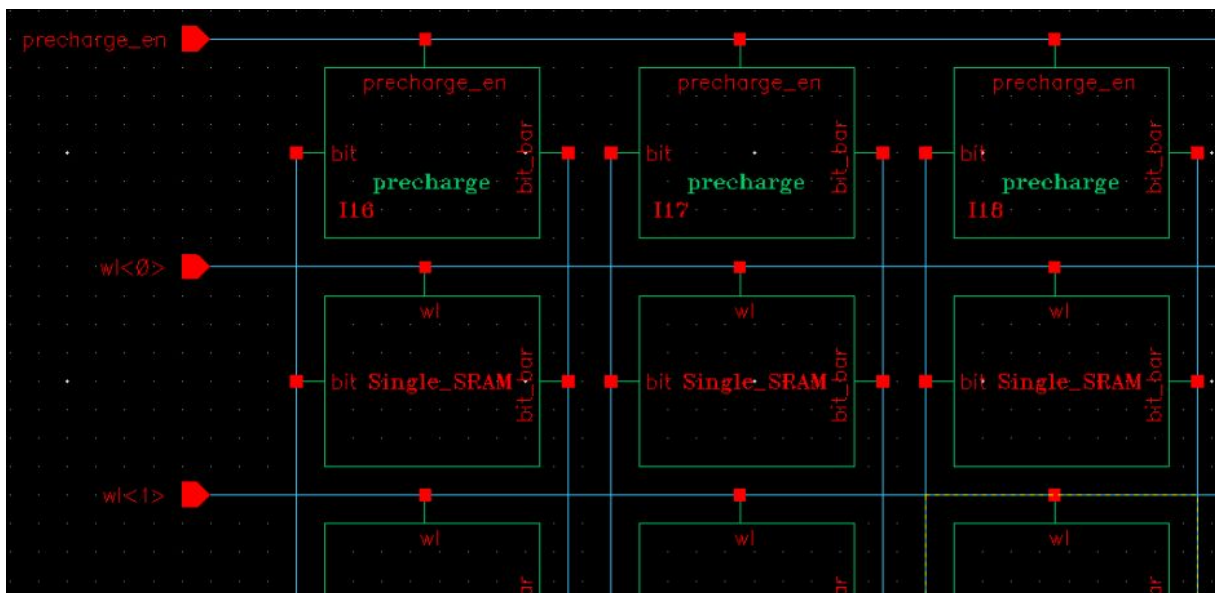 precharge_en
precharge_en precharge_en precharge_en
bit bit_bar bit bit_bar bit bit_bar
precharge precharge precharge
I16 I17 I18
wl<0>
wl wl wl
bit Single_SRAM bit_bar bit Single_SRAM bit_bar bit Single_SRAM bit_bar
wl<1>
wl wl wl